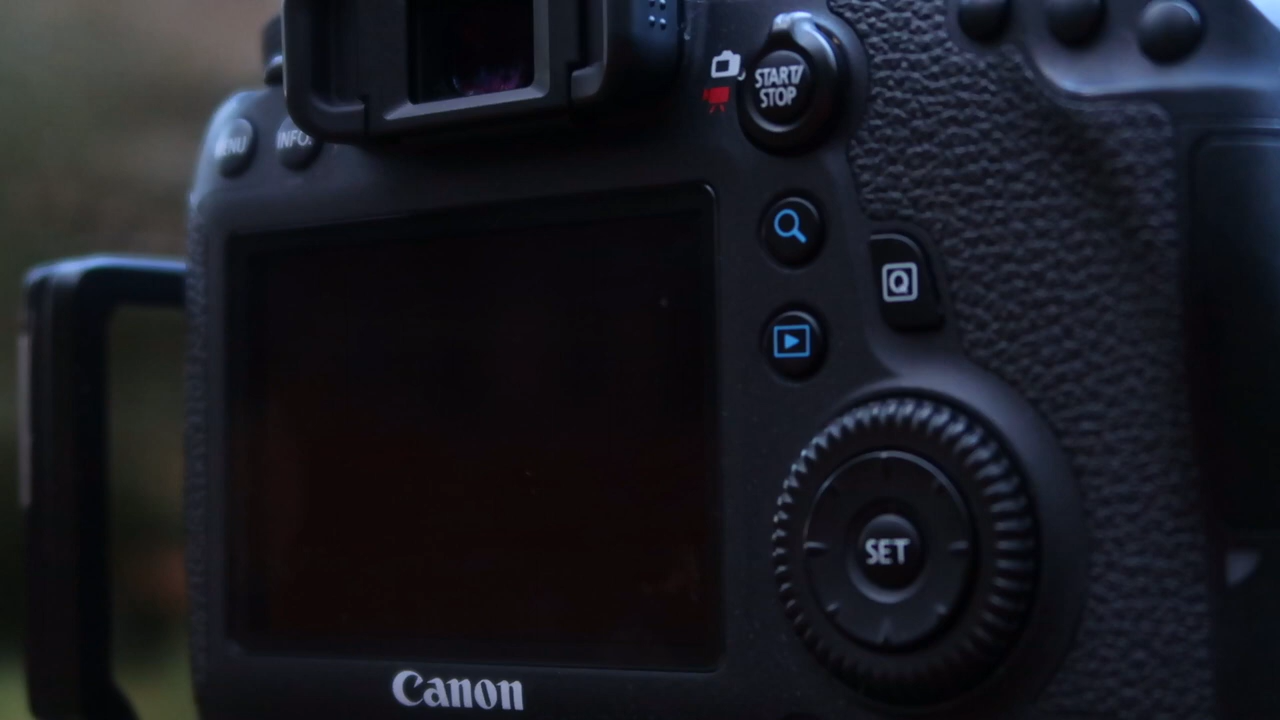 START/
STOP
MENU
INFO.
Q
SET
Canon